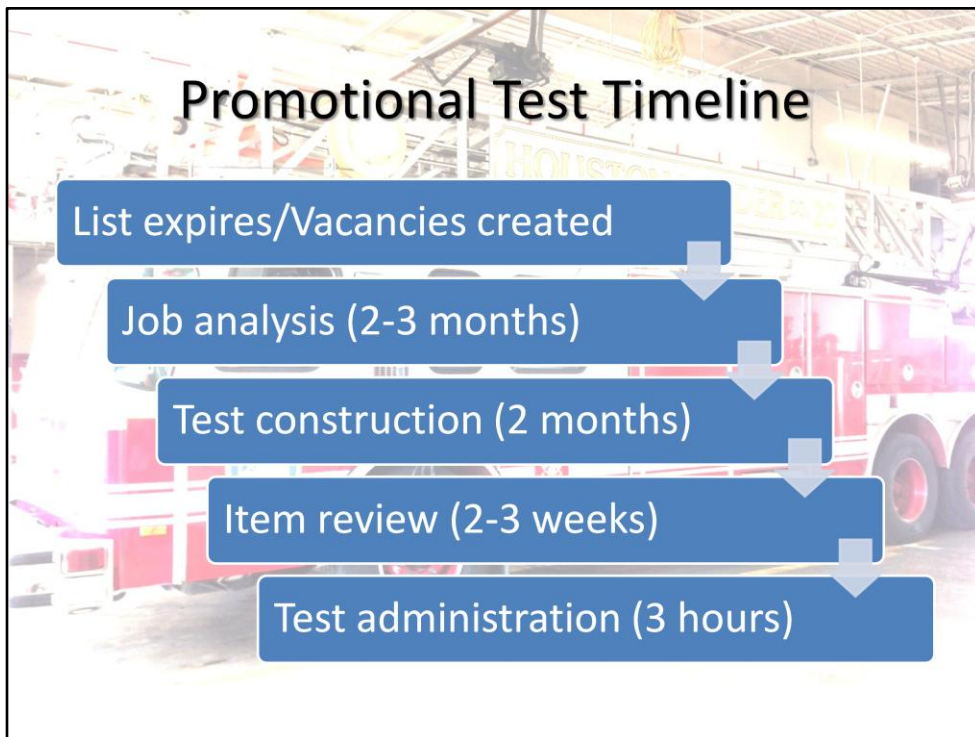 Promotional Test Timeline
HOUSTON
List expires/Vacancies created
Job analysis (2-3 months)
Test construction (2 months)
Item review (2-3 weeks)
Test administration (3 hours)